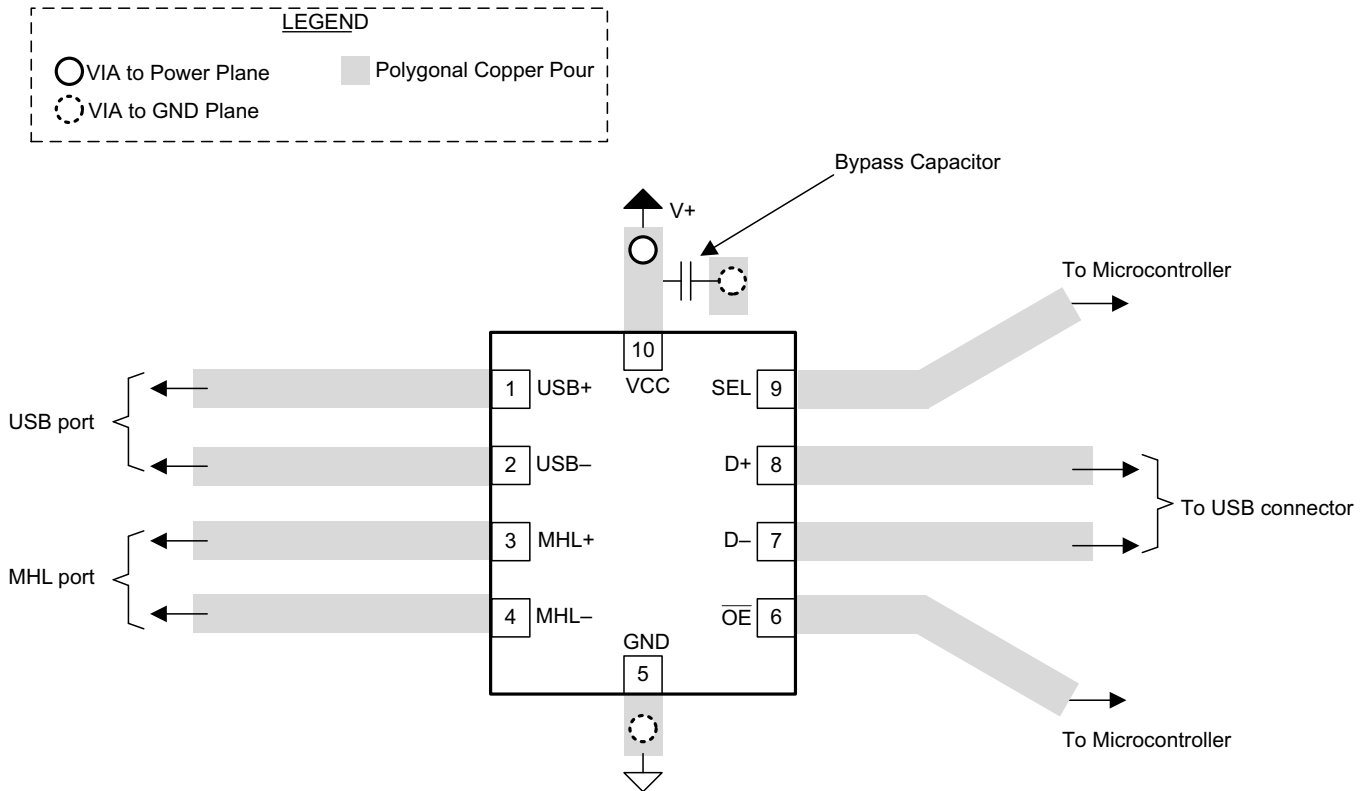 LEGEND
VIA to Power Plane
Polygonal Copper Pour
VIA to GND Plane
Bypass Capacitor
V+
To Microcontroller
10
VCC
1 USB+
SEL 9
USB port
2 USB–
D+ 8
To USB connector
3 MHL+
D– 7
MHL port
4 MHL–
OE 6
GND
5
To Microcontroller